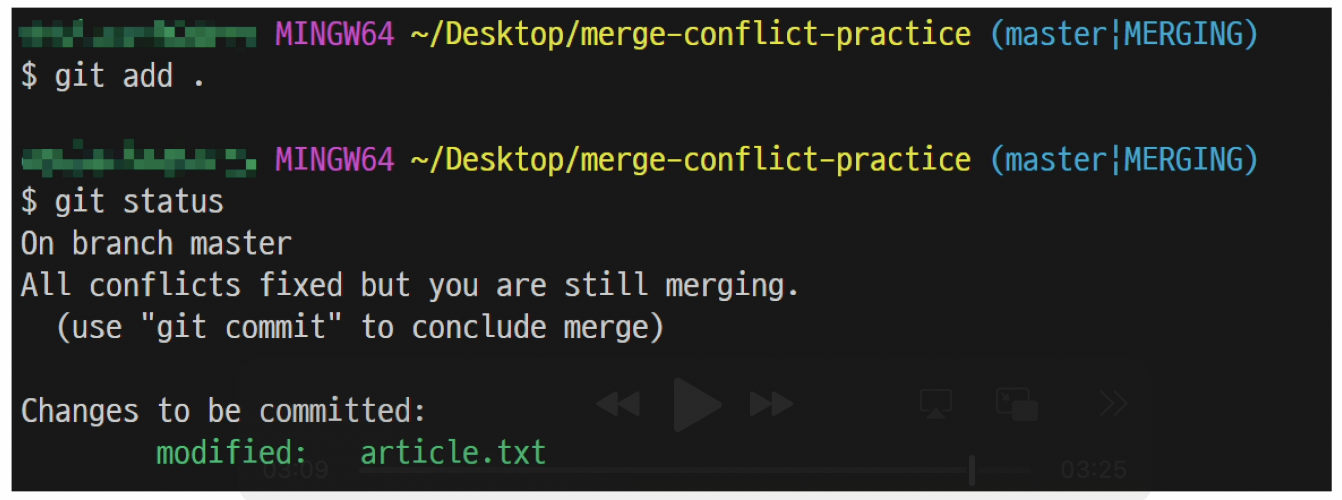 MINGW64 ~/Desktop/merge-conflict-practice (master|MERGING)
$ git add .
MINGW64 ~/Desktop/merge-conflict-practice (master|MERGING)
$ git status
On branch master
All conflicts fixed but you are still merging.
(use "git commit" to conclude merge)
Changes to be committed:
modified: article.txt
03:09
03:25